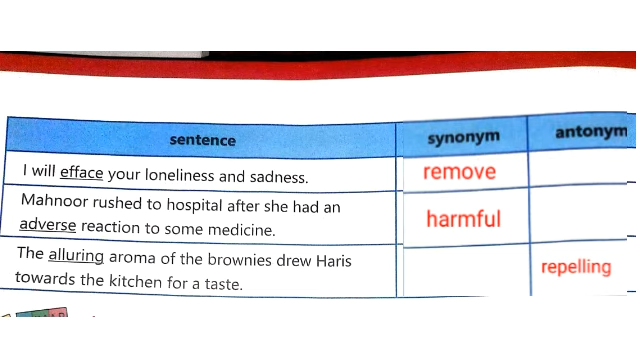 sentence synonym antonym
I will efface your loneliness and sadness. remove
Mahnoor rushed to hospital after she had an
adverse reaction to some medicine. harmful
The alluring aroma of the brownies drew Haris
towards the kitchen for a taste. repelling